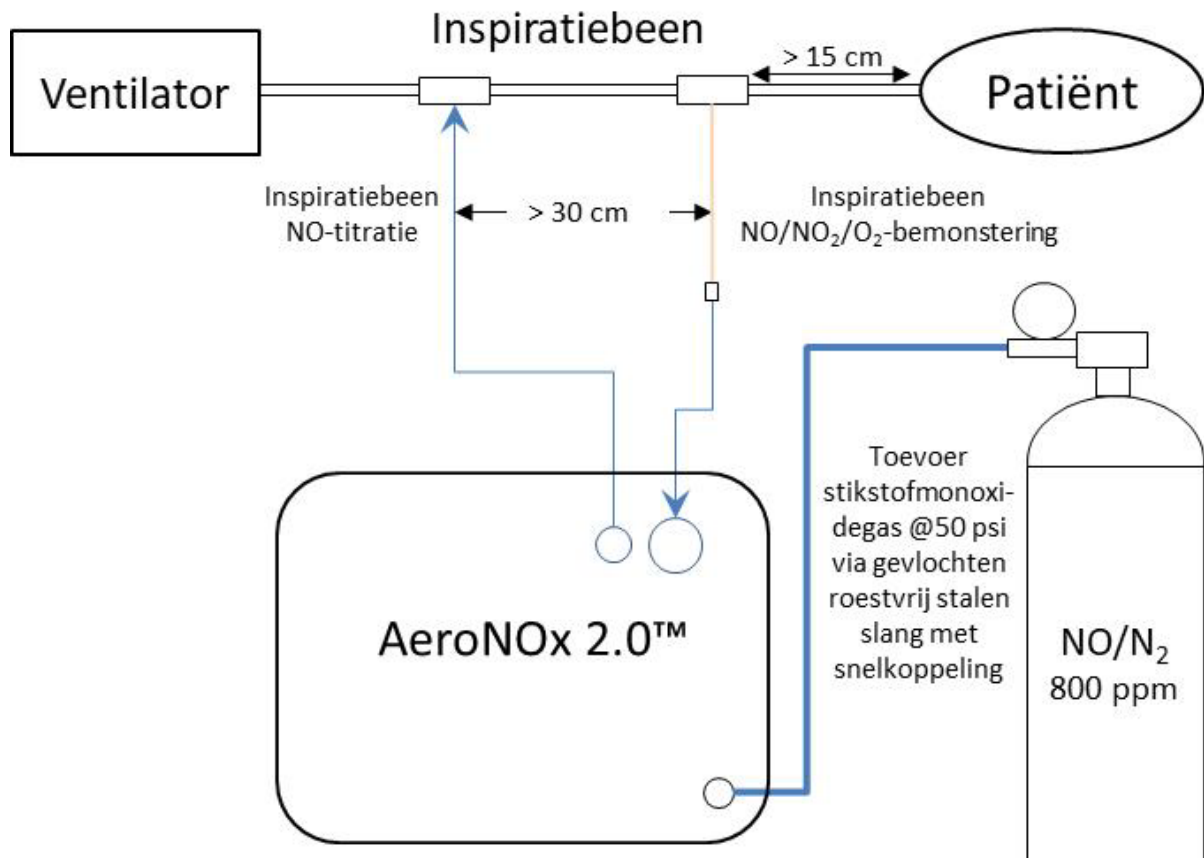 Inspiratiebeen
Ventilator
> 15 cm
Patiënt
Inspiratiebeen
NO-titratie
> 30 cm
Inspiratiebeen
NO/NO₂/O₂-bemonstering
Toevoer
stikstofmonoxi-
degas @50 psi
via gevlochten
roestvrij stalen
slang met
snelkoppeling
AeroNOx 2.0™
NO/N₂
800 ppm